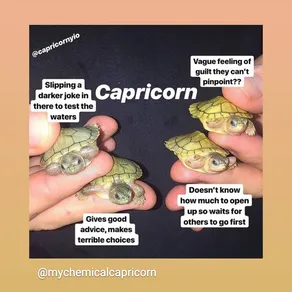 @capricornylo
Slipping a
darker joke in
there to test the
waters
Vague feeling of
guilt they can't
pinpoint??
Capricorn
Gives good
advice, makes
terrible choices
Doesn't know
how much to open
up so waits for
others to go first
@mychemicalcapricorn